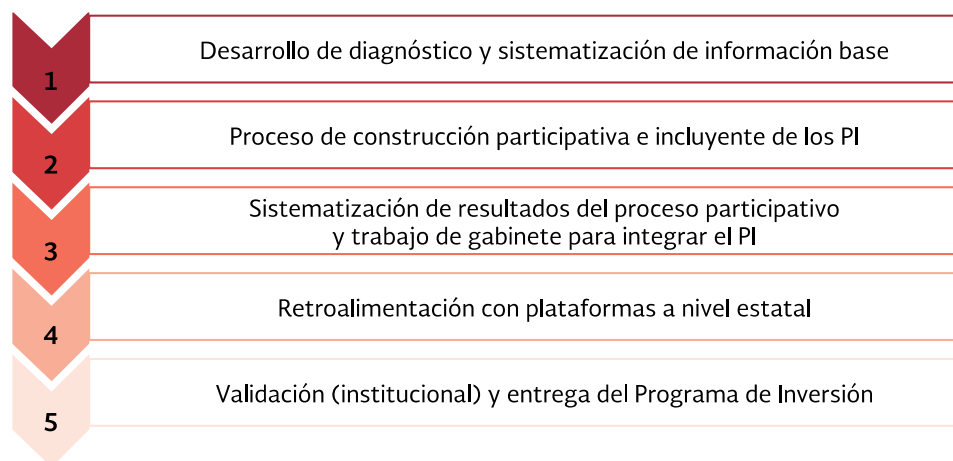 1
Desarrollo de diagnóstico y sistematización de información base
2
Proceso de construcción participativa e incluyente de los PI
3
Sistematización de resultados del proceso participativo
y trabajo de gabinete para integrar el PI
4
Retroalimentación con plataformas a nivel estatal
5
Validación (institucional) y entrega del Programa de Inversión